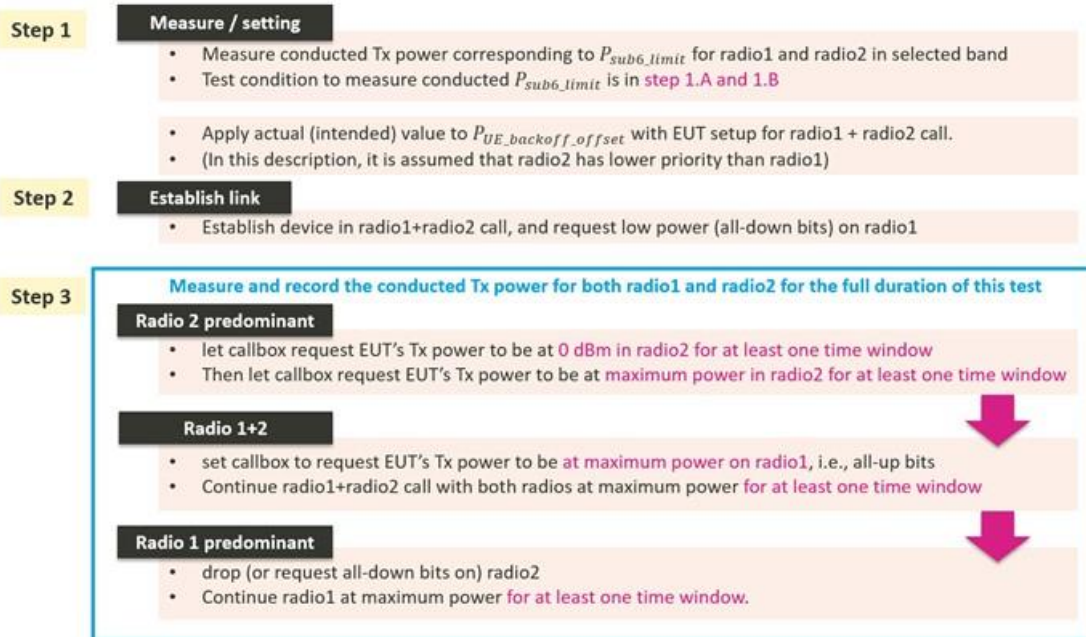 Step 1
Measure / setting
• Measure conducted Tx power corresponding to P_sub6_limit for radio1 and radio2 in selected band
• Test condition to measure conducted P_sub6_limit is in step 1.A and 1.B
• Apply actual (intended) value to P_UE_backoff_offset with EUT setup for radio1 + radio2 call.
• (In this description, it is assumed that radio2 has lower priority than radio1)
Step 2
Establish link
• Establish device in radio1+radio2 call, and request low power (all-down bits) on radio1
Step 3
Measure and record the conducted Tx power for both radio1 and radio2 for the full duration of this test
Radio 2 predominant
• let callbox request EUT's Tx power to be at 0 dBm in radio2 for at least one time window
• Then let callbox request EUT's Tx power to be at maximum power in radio2 for at least one time window
Radio 1+2
• set callbox to request EUT's Tx power to be at maximum power on radio1, i.e., all-up bits
• Continue radio1+radio2 call with both radios at maximum power for at least one time window
Radio 1 predominant
• drop (or request all-down bits on) radio2
• Continue radio1 at maximum power for at least one time window.